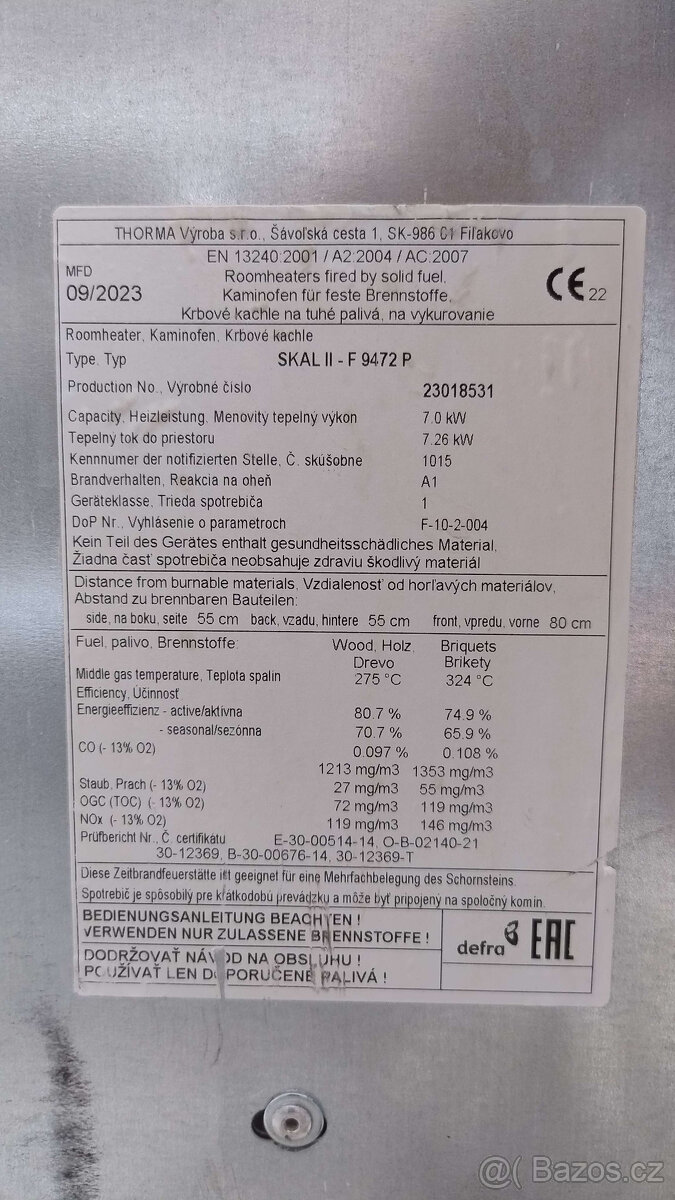 THORMA Výroba s.r.o., Šávoľská cesta 1, SK-986 01 Fiľakovo
EN 13240:2001 / A2:2004 / AC:2007
MFD
09/2023
Roomheaters fired by solid fuel,
Kaminofen für feste Brennstoffe,
Krbové kachle na tuhé palivá, na vykurovanie
CE 22
Roomheater, Kaminofen, Krbové kachle
Type, Typ SKAL II - F 9472 P
Production No., Výrobné číslo 23018531
Capacity, Heizleistung, Menovity tepelný výkon 7.0 kW
Tepelný tok do priestoru 7.26 kW
Kennnumer der notifizierten Stelle, Č. skúšobne 1015
Brandverhalten, Reakcia na oheň A1
Geräteklasse, Trieda spotrebiča 1
DoP Nr., Vyhlásenie o parametroch F-10-2-004
Kein Teil des Gerätes enthalt gesundheitsschädliches Material,
Žiadna časť spotrebiča neobsahuje zdraviu škodlivý materiál
Distance from burnable materials, Vzdialenosť od horľavých materiálov,
Abstand zu brennbaren Bauteilen:
side, na boku, seite 55 cm back, vzadu, hintere 55 cm front, vpredu, vorne 80 cm
Fuel, palivo, Brennstoffe: Wood, Holz, Briquets
Drevo Brikety
Middle gas temperature, Teplota spalin 275 °C 324 °C
Efficiency, Účinnosť
Energieeffizienz - active/aktívna 80.7 % 74.9 %
- seasonal/sezónna 70.7 % 65.9 %
CO (- 13% O2) 0.097 % 0.108 %
1213 mg/m3 1353 mg/m3
Staub, Prach (- 13% O2) 27 mg/m3 55 mg/m3
OGC (TOC) (- 13% O2) 72 mg/m3 119 mg/m3
NOx (- 13% O2) 119 mg/m3 146 mg/m3
Prüfbericht Nr., Č. certifikátu E-30-00514-14, O-B-02140-21
30-12369, B-30-00676-14, 30-12369-T
Diese Zeitbrandfeuerstätte ist geeignet für eine Mehrfachbelegung des Schornsteins.
Spotrebič je spôsobilý pre krátkodobú prevádzku a môže byť pripojený na spoločný komín.
BEDIENUNGSANLEITUNG BEACHTEN !
VERWENDEN NUR ZULASSENE BRENNSTOFFE !
DODRŽOVAŤ NÁVOD NA OBSLUHU !
POUŽÍVAŤ LEN DOPORUČENÉ PALIVÁ !
defra EAC
@( Bazos.cz